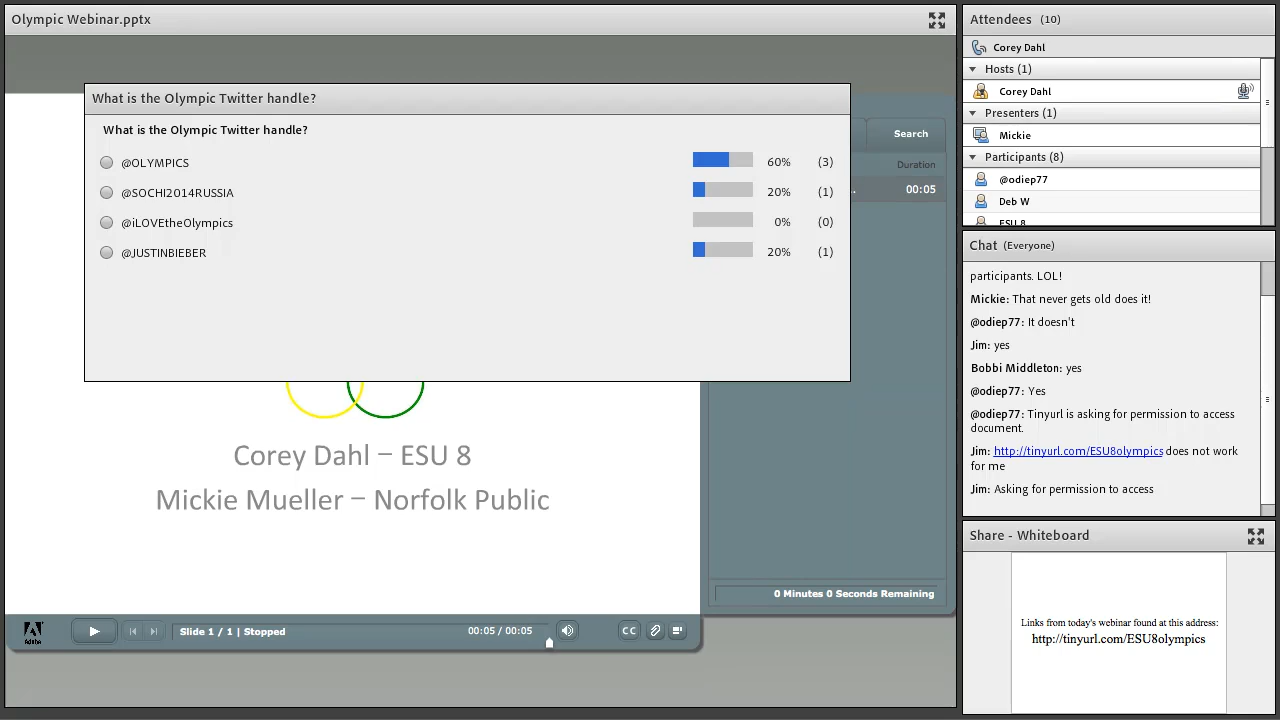 Olympic Webinar.pptx
What is the Olympic Twitter handle?
What is the Olympic Twitter handle?
@OLYMPICS 60% (3)
@SOCHI2014RUSSIA 20% (1)
@iLOVEtheOlympics 0% (0)
@JUSTINBIEBER 20% (1)
Search
Duration
.. 00:05
Corey Dahl – ESU 8
Mickie Mueller – Norfolk Public
0 Minutes 0 Seconds Remaining
Adobe
Slide 1 / 1 | Stopped
00:05 / 00:05
CC
Attendees (10)
Corey Dahl
Hosts (1)
Corey Dahl
Presenters (1)
Mickie
Participants (8)
@odiep77
Deb W
ESU 8
Chat (Everyone)
participants. LOL!
Mickie: That never gets old does it!
@odiep77: It doesn't
Jim: yes
Bobbi Middleton: yes
@odiep77: Yes
@odiep77: Tinyurl is asking for permission to access
document.
Jim: http://tinyurl.com/ESU8olympics does not work
for me
Jim: Asking for permission to access
Share - Whiteboard
Links from today's webinar found at this address:
http://tinyurl.com/ESU8olympics